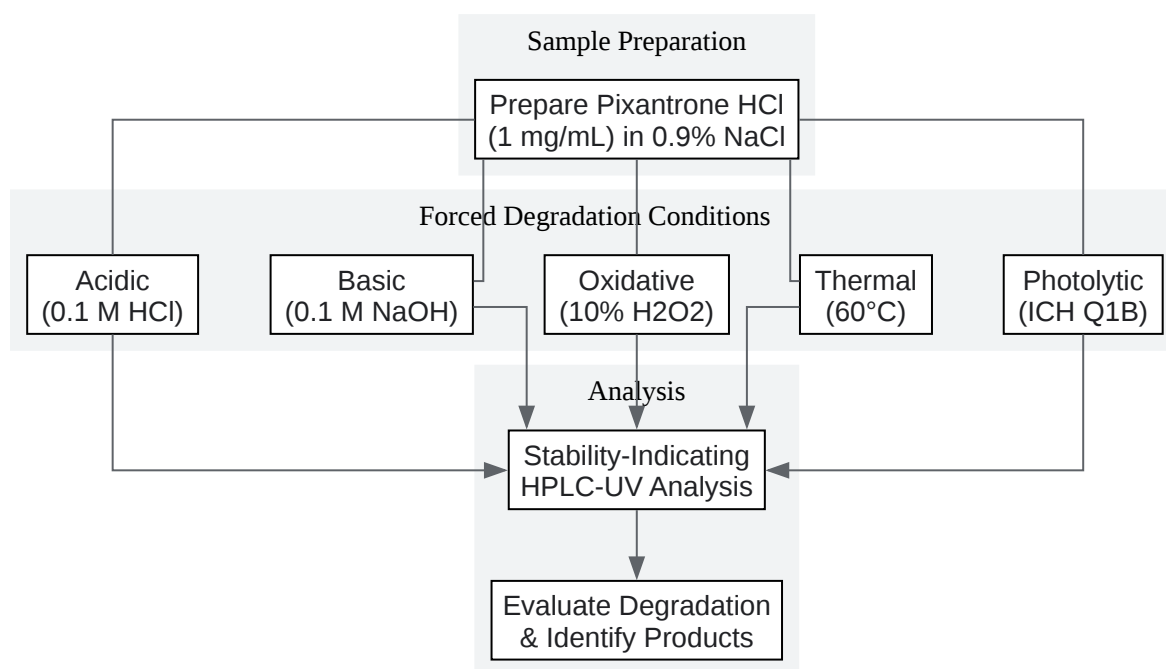 Sample Preparation
Prepare Pixantrone HCl
(1 mg/mL) in 0.9% NaCl
Forced Degradation Conditions
Acidic
(0.1 M HCl)
Basic
(0.1 M NaOH)
Oxidative
(10% H2O2)
Thermal
(60°C)
Photolytic
(ICH Q1B)
Analysis
Stability-Indicating
HPLC-UV Analysis
Evaluate Degradation
& Identify Products